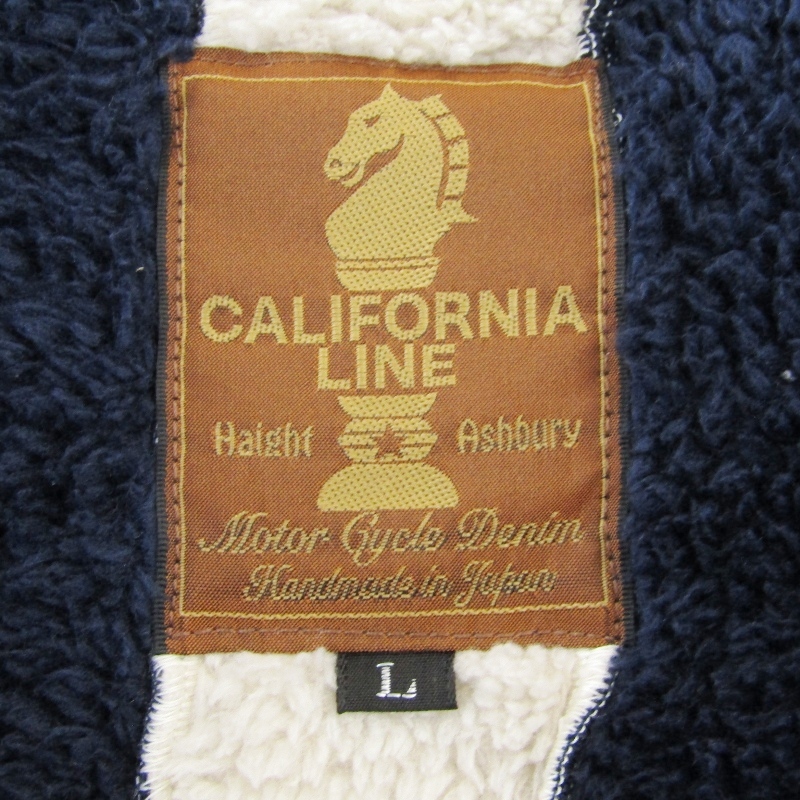 CALIFORNIA
LINE
Haight Ashbury
Motor Cycle Denim
Handmade in Japan
L